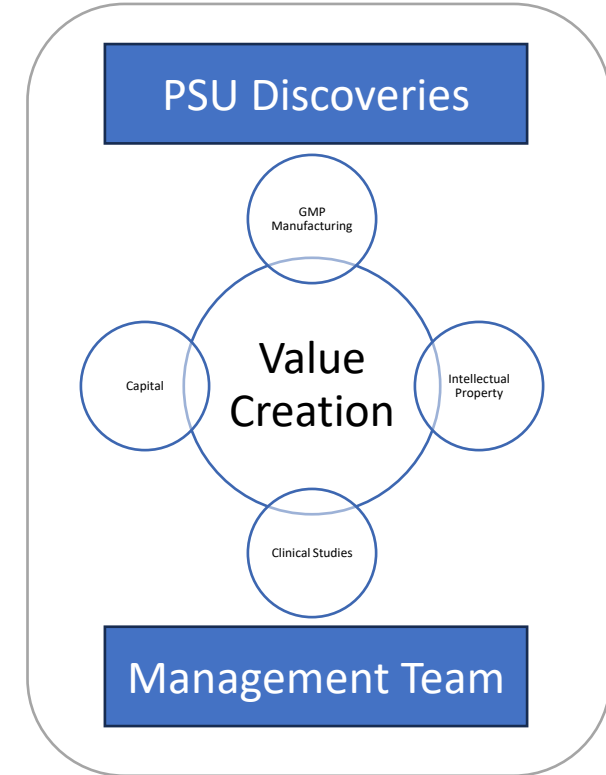 PSU Discoveries
GMP
Manufacturing
Value
Creation
Capital
Intellectual
Property
Clinical Studies
Management Team